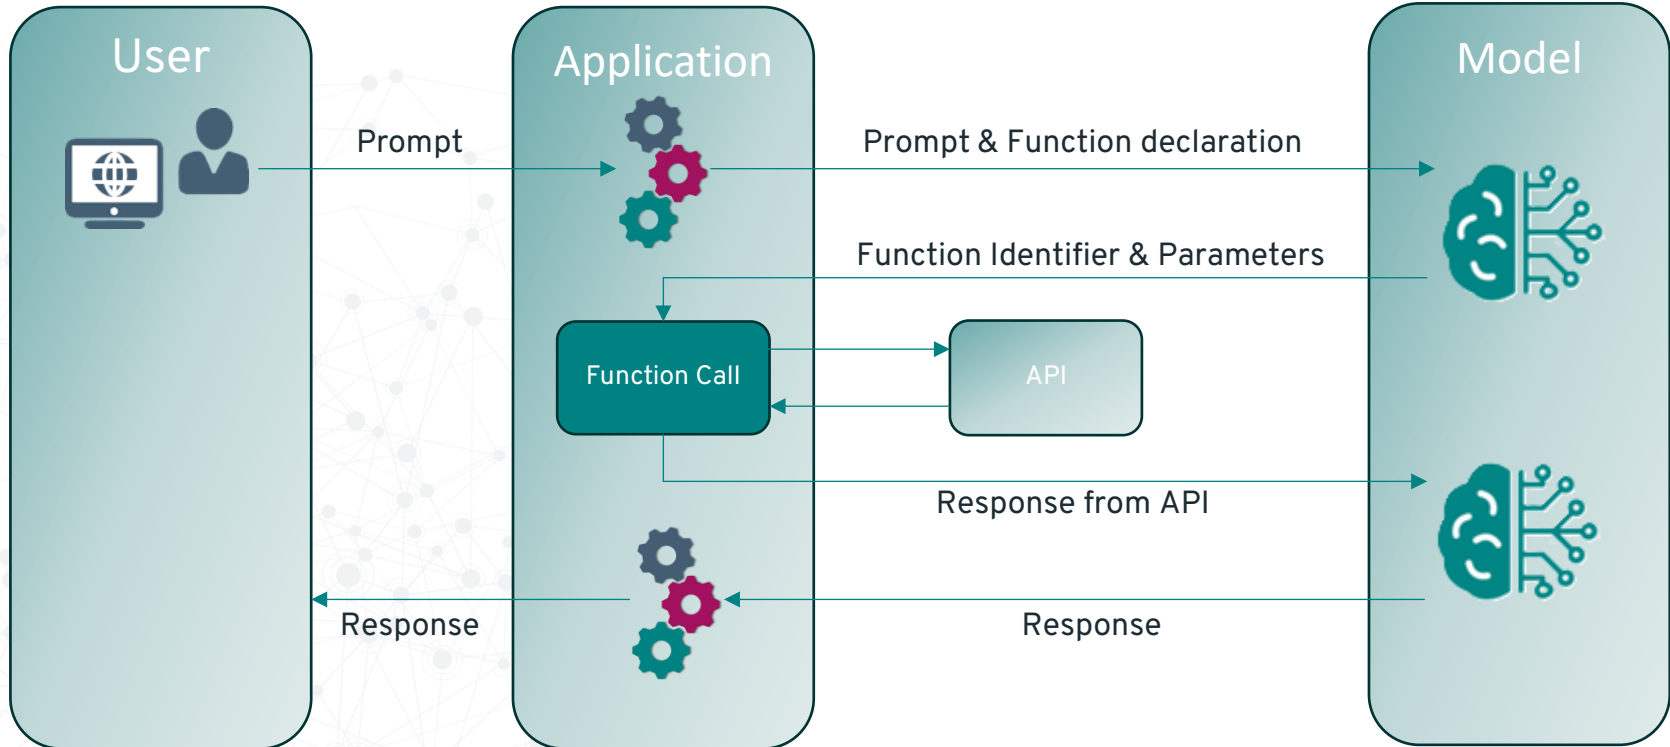 User
Application
Model
Prompt
Prompt & Function declaration
Function Identifier & Parameters
Function Call
API
Response from API
Response
Response